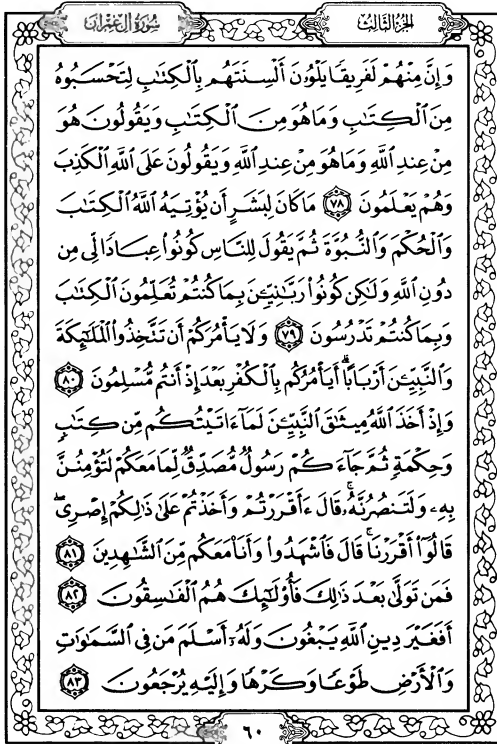 الجزء الثالث
سورة آل عمران
وَإِنَّ مِنْهُمْ لَفَرِيقًا يَلْوُۥنَ أَلْسِنَتَهُم بِٱلْكِتَٰبِ لِتَحْسَبُوهُ
مِنَ ٱلْكِتَٰبِ وَمَا هُوَ مِنَ ٱلْكِتَٰبِ وَيَقُولُونَ هُوَ
مِنْ عِندِ ٱللَّهِ وَمَا هُوَ مِنْ عِندِ ٱللَّهِ وَيَقُولُونَ عَلَى ٱللَّهِ ٱلْكَذِبَ
وَهُمْ يَعْلَمُونَ ٧٨ مَا كَانَ لِبَشَرٍ أَن يُؤْتِيَهُ ٱللَّهُ ٱلْكِتَٰبَ
وَٱلْحُكْمَ وَٱلنُّبُوَّةَ ثُمَّ يَقُولَ لِلنَّاسِ كُونُوا۟ عِبَادًا لِّى مِن
دُونِ ٱللَّهِ وَلَٰكِن كُونُوا۟ رَبَّٰنِيِّۦنَ بِمَا كُنتُمْ تُعَلِّمُونَ ٱلْكِتَٰبَ
وَبِمَا كُنتُمْ تَدْرُسُونَ ٧٩ وَلَا يَأْمُرَكُمْ أَن تَتَّخِذُوا۟ ٱلْمَلَٰٓئِكَةَ
وَٱلنَّبِيِّۦنَ أَرْبَابًا ۗ أَيَأْمُرُكُم بِٱلْكُفْرِ بَعْدَ إِذْ أَنتُم مُّسْلِمُونَ ٨٠
وَإِذْ أَخَذَ ٱللَّهُ مِيثَٰقَ ٱلنَّبِيِّۦنَ لَمَآ ءَاتَيْتُكُم مِّن كِتَٰبٍ
وَحِكْمَةٍ ثُمَّ جَآءَكُمْ رَسُولٌ مُّصَدِّقٌ لِّمَا مَعَكُمْ لَتُؤْمِنُنَّ
بِهِۦ وَلَتَنصُرُنَّهُۥ ۚ قَالَ ءَأَقْرَرْتُمْ وَأَخَذْتُمْ عَلَىٰ ذَٰلِكُمْ إِصْرِى ۖ
قَالُوٓا۟ أَقْرَرْنَا ۚ قَالَ فَٱشْهَدُوا۟ وَأَنَا۠ مَعَكُم مِّنَ ٱلشَّٰهِدِينَ ٨١
فَمَن تَوَلَّىٰ بَعْدَ ذَٰلِكَ فَأُو۟لَٰٓئِكَ هُمُ ٱلْفَٰسِقُونَ ٨٢
أَفَغَيْرَ دِينِ ٱللَّهِ يَبْغُونَ وَلَهُۥٓ أَسْلَمَ مَن فِى ٱلسَّمَٰوَٰتِ
وَٱلْأَرْضِ طَوْعًا وَكَرْهًا وَإِلَيْهِ يُرْجَعُونَ ٨٣
٦٠